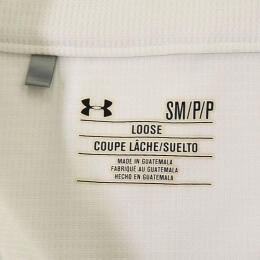 SM/P/P
LOOSE
COUPE LÂCHE/SUELTO
MADE IN GUATEMALA
FABRIQUÉ AU GUATEMALA
HECHO EN GUATEMALA